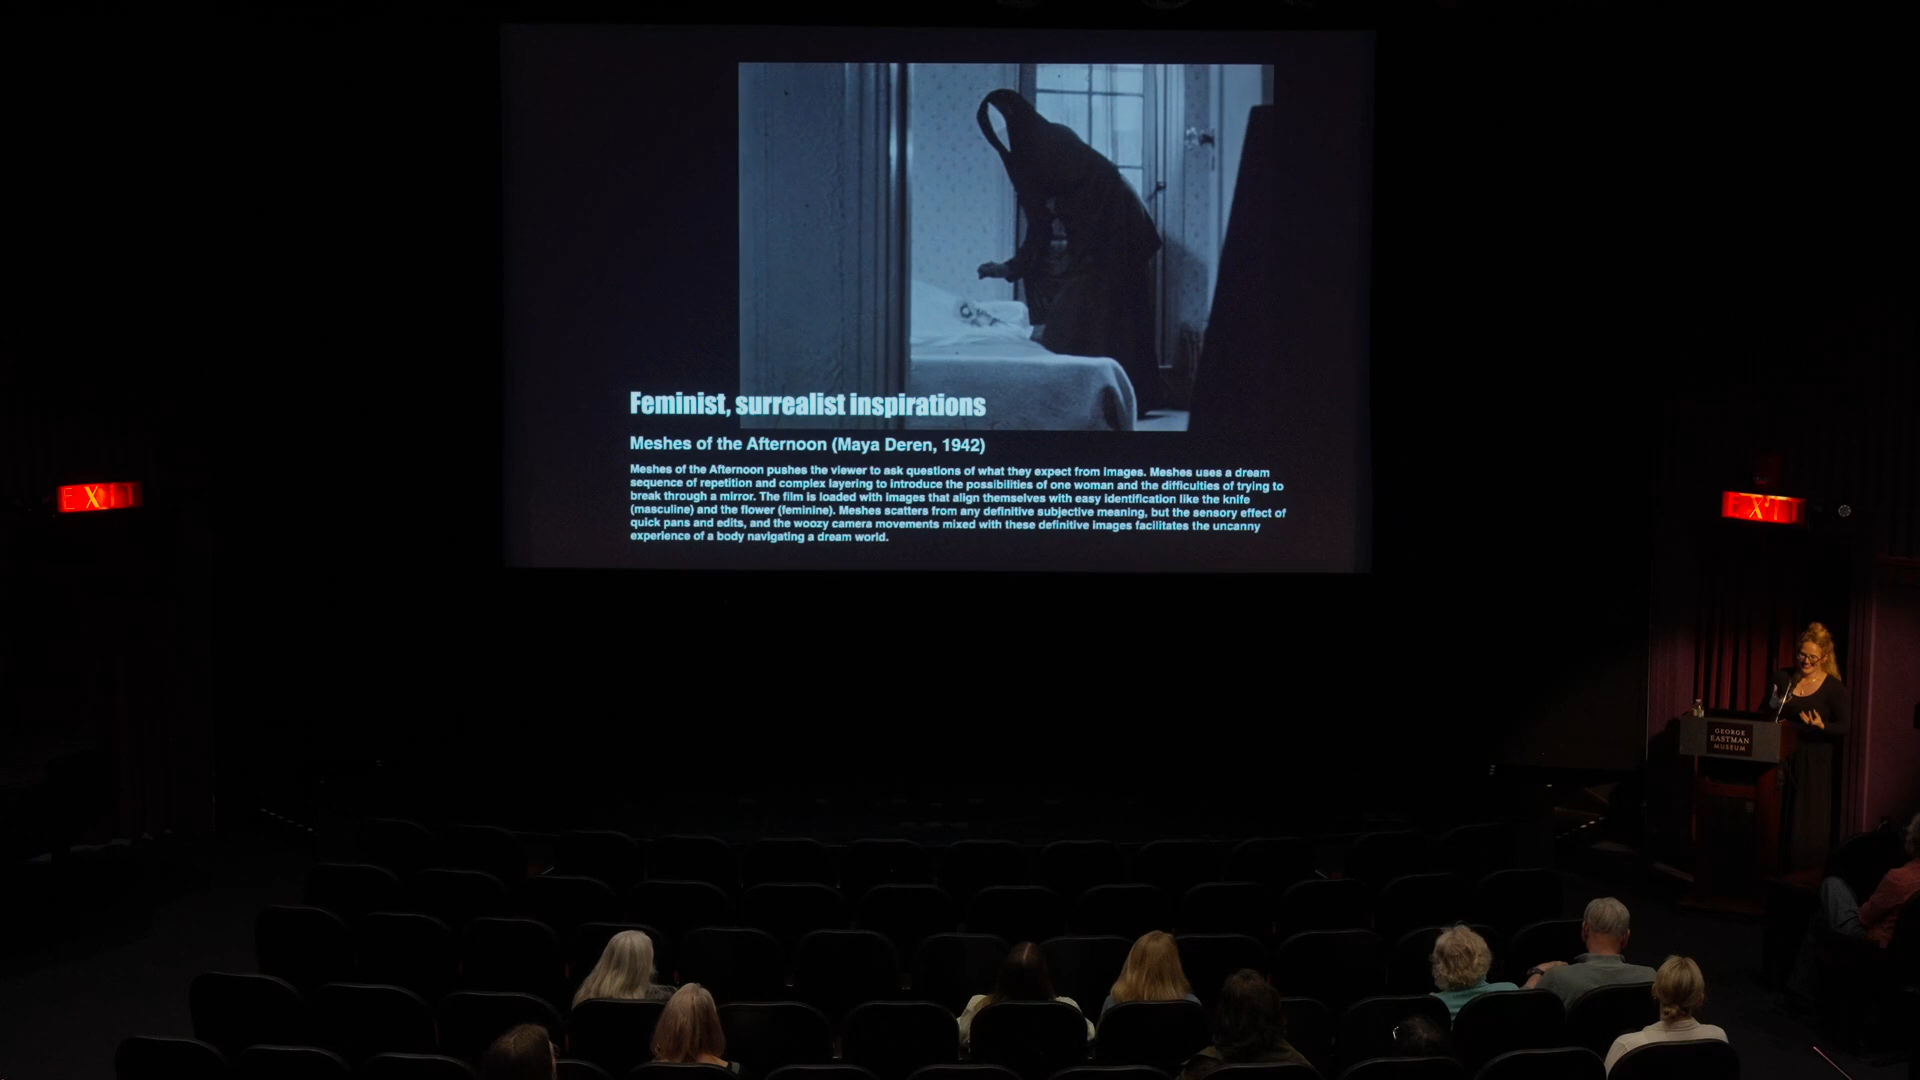 Feminist, surrealist inspirations
Meshes of the Afternoon (Maya Deren, 1942)
Meshes of the Afternoon pushes the viewer to ask questions of what they expect from images. Meshes uses a dream
sequence of repetition and complex layering to introduce the possibilities of one woman and the difficulties of trying to
break through a mirror. The film is loaded with images that align themselves with easy identification like the knife
(masculine) and the flower (feminine). Meshes scatters from any definitive subjective meaning, but the sensory effect of
quick pans and edits, and the woozy camera movements mixed with these definitive images facilitates the uncanny
experience of a body navigating a dream world.
EXIT
EXIT
GEORGE
EASTMAN
MUSEUM